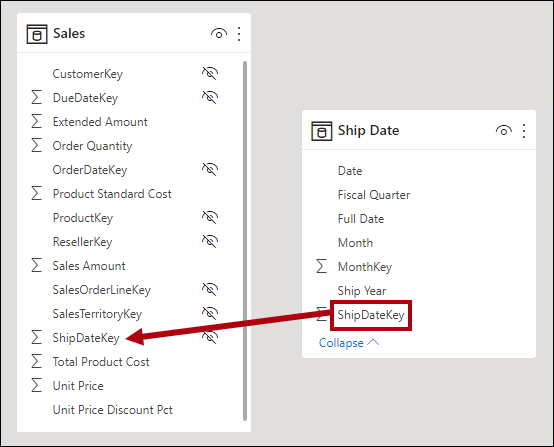 Sales
CustomerKey
DueDateKey
Extended Amount
Order Quantity
OrderDateKey
Product Standard Cost
ProductKey
ResellerKey
Sales Amount
SalesOrderLineKey
SalesTerritoryKey
ShipDateKey
Total Product Cost
Unit Price
Unit Price Discount Pct
Ship Date
Date
Fiscal Quarter
Full Date
Month
MonthKey
Ship Year
ShipDateKey
Collapse